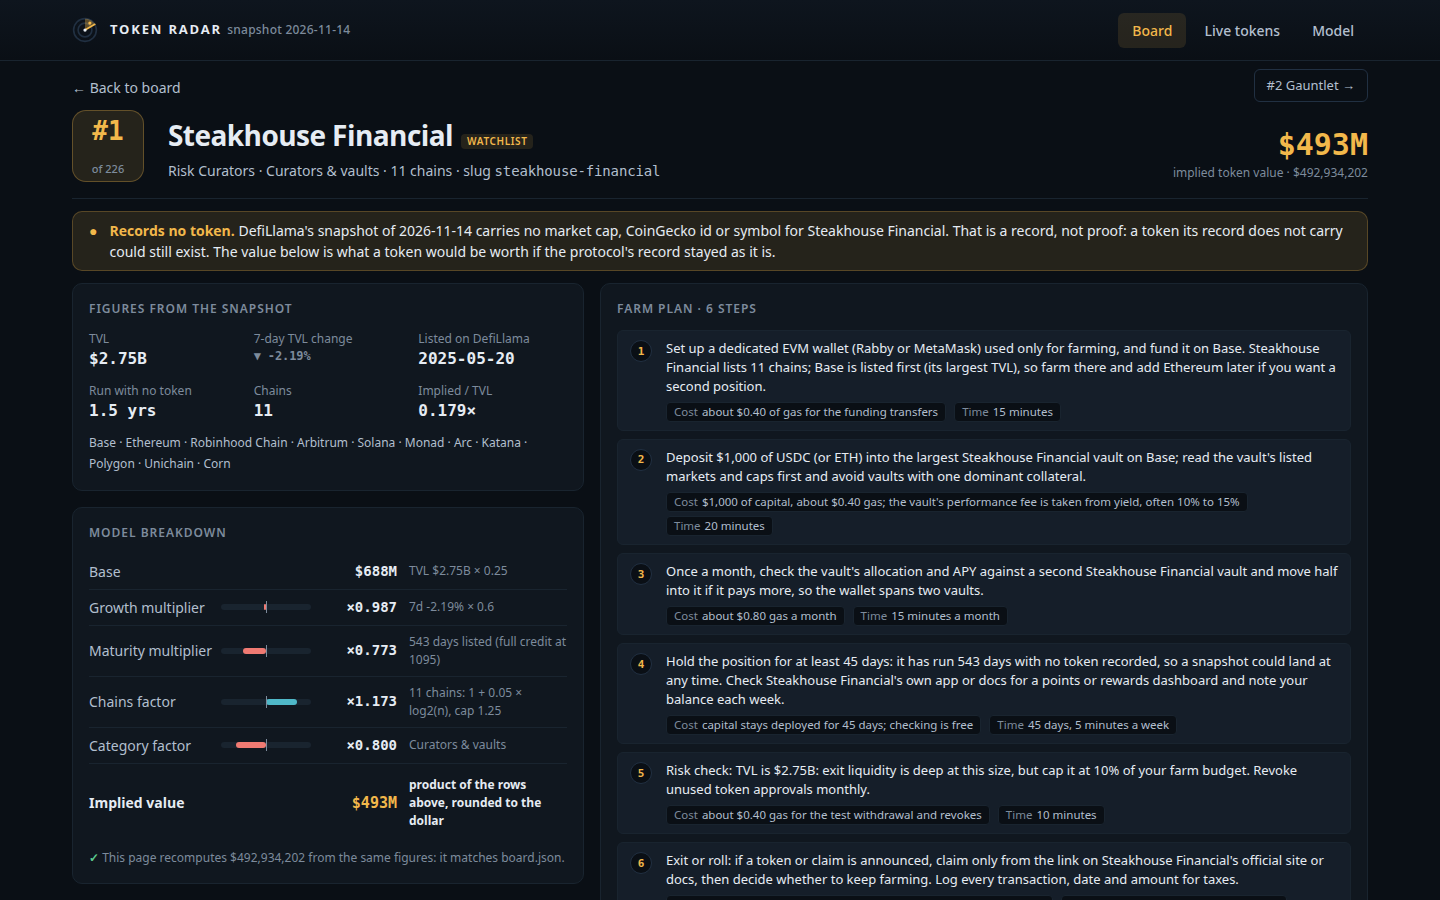 TOKEN RADAR snapshot 2026-11-14
Board
Live tokens
Model
← Back to board
#2 Gauntlet →
#1
of 226
Steakhouse Financial WATCHLIST
Risk Curators · Curators & vaults · 11 chains · slug steakhouse-financial
$493M
implied token value · $492,934,202
● Records no token. DefiLlama's snapshot of 2026-11-14 carries no market cap, CoinGecko id or symbol for Steakhouse Financial. That is a record, not proof: a token its record does not carry
could still exist. The value below is what a token would be worth if the protocol's record stayed as it is.
FIGURES FROM THE SNAPSHOT
TVL
$2.75B
7-day TVL change
▼ -2.19%
Listed on DefiLlama
2025-05-20
Run with no token
1.5 yrs
Chains
11
Implied / TVL
0.179×
Base · Ethereum · Robinhood Chain · Arbitrum · Solana · Monad · Arc · Katana ·
Polygon · Unichain · Corn
MODEL BREAKDOWN
Base $688M TVL $2.75B × 0.25
Growth multiplier ×0.987 7d -2.19% × 0.6
Maturity multiplier ×0.773 543 days listed (full credit at
1095)
Chains factor ×1.173 11 chains: 1 + 0.05 ×
log2(n), cap 1.25
Category factor ×0.800 Curators & vaults
Implied value $493M product of the rows
above, rounded to the
dollar
✓ This page recomputes $492,934,202 from the same figures: it matches board.json.
FARM PLAN · 6 STEPS
1 Set up a dedicated EVM wallet (Rabby or MetaMask) used only for farming, and fund it on Base. Steakhouse
Financial lists 11 chains; Base is listed first (its largest TVL), so farm there and add Ethereum later if you want a
second position.
Cost about $0.40 of gas for the funding transfers Time 15 minutes
2 Deposit $1,000 of USDC (or ETH) into the largest Steakhouse Financial vault on Base; read the vault's listed
markets and caps first and avoid vaults with one dominant collateral.
Cost $1,000 of capital, about $0.40 gas; the vault's performance fee is taken from yield, often 10% to 15%
Time 20 minutes
3 Once a month, check the vault's allocation and APY against a second Steakhouse Financial vault and move half
into it if it pays more, so the wallet spans two vaults.
Cost about $0.80 gas a month Time 15 minutes a month
4 Hold the position for at least 45 days: it has run 543 days with no token recorded, so a snapshot could land at
any time. Check Steakhouse Financial's own app or docs for a points or rewards dashboard and note your
balance each week.
Cost capital stays deployed for 45 days; checking is free Time 45 days, 5 minutes a week
5 Risk check: TVL is $2.75B: exit liquidity is deep at this size, but cap it at 10% of your farm budget. Revoke
unused token approvals monthly.
Cost about $0.40 gas for the test withdrawal and revokes Time 10 minutes
6 Exit or roll: if a token or claim is announced, claim only from the link on Steakhouse Financial's official site or
docs, then decide whether to keep farming. Log every transaction, date and amount for taxes.